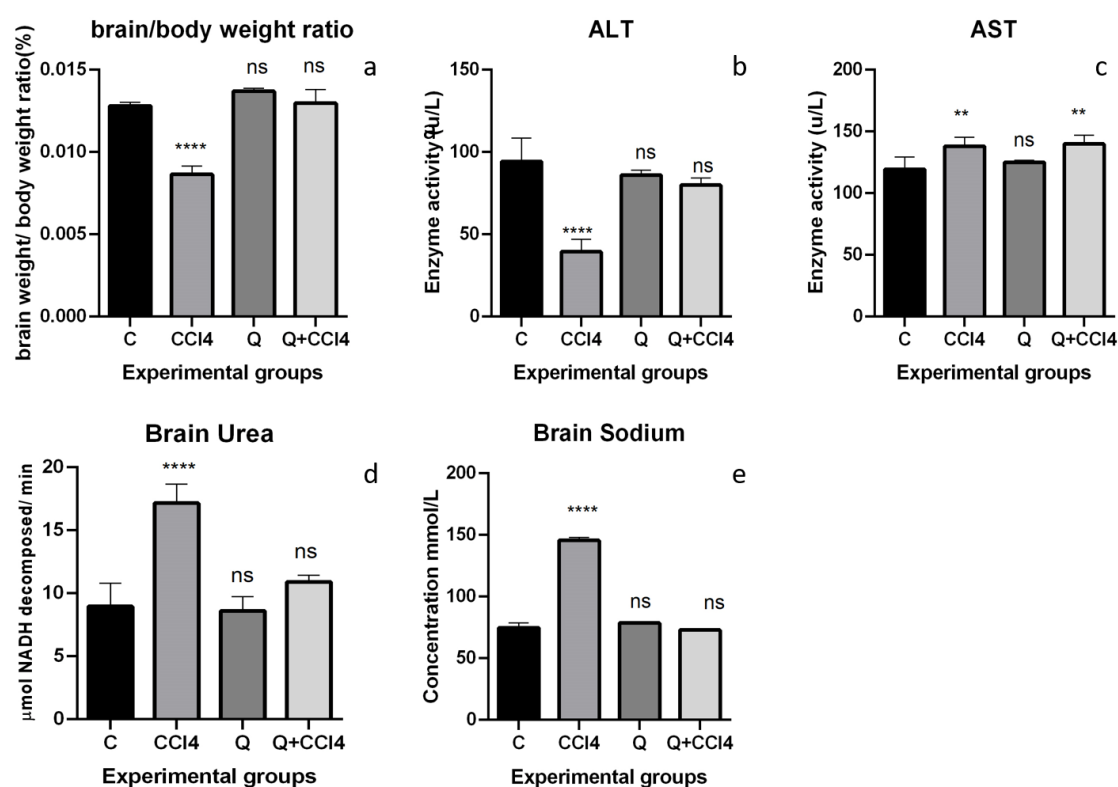 brain/body weight ratio
a
brain weight/ body weight ratio(%)
0.015
0.010
0.005
0.000
****
ns
ns
C
CCl4
Q
Q+CCl4
Experimental groups
ALT
b
Enzyme activity (u/L)
150
100
50
0
****
ns
ns
C
CCl4
Q
Q+CCl4
Experimental groups
AST
c
Enzyme activity (u/L)
200
150
100
50
0
**
ns
**
C
CCl4
Q
Q+CCl4
Experimental groups
Brain Urea
d
μmol NADH decomposed/ min
20
15
10
5
0
****
ns
ns
C
CCl4
Q
Q+CCl4
Experimental groups
Brain Sodium
e
Concentration mmol/L
200
150
100
50
0
****
ns
ns
C
CCl4
Q
Q+CCl4
Experimental groups